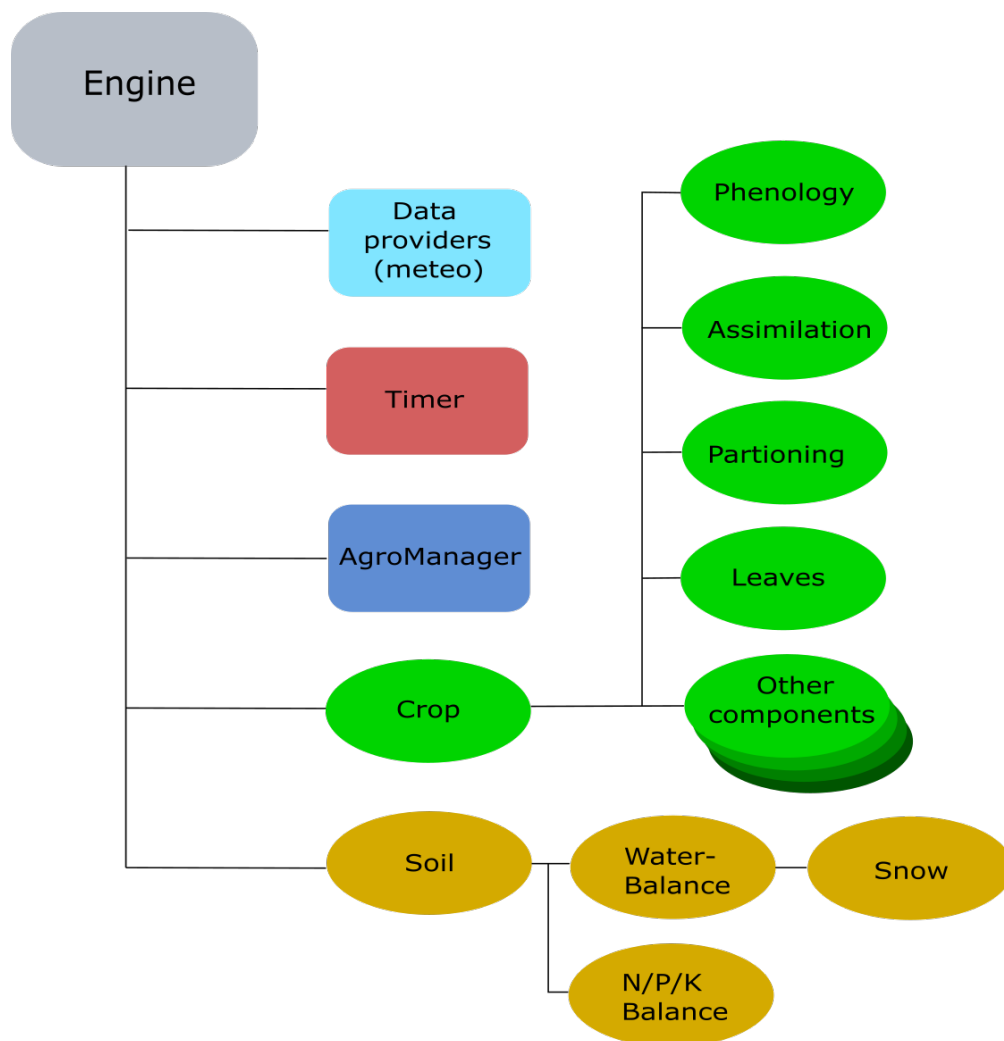 Engine
Data
providers
(meteo)
Timer
AgroManager
Crop
Soil
Phenology
Assimilation
Partioning
Leaves
Other
components
Water-
Balance
Snow
N/P/K
Balance